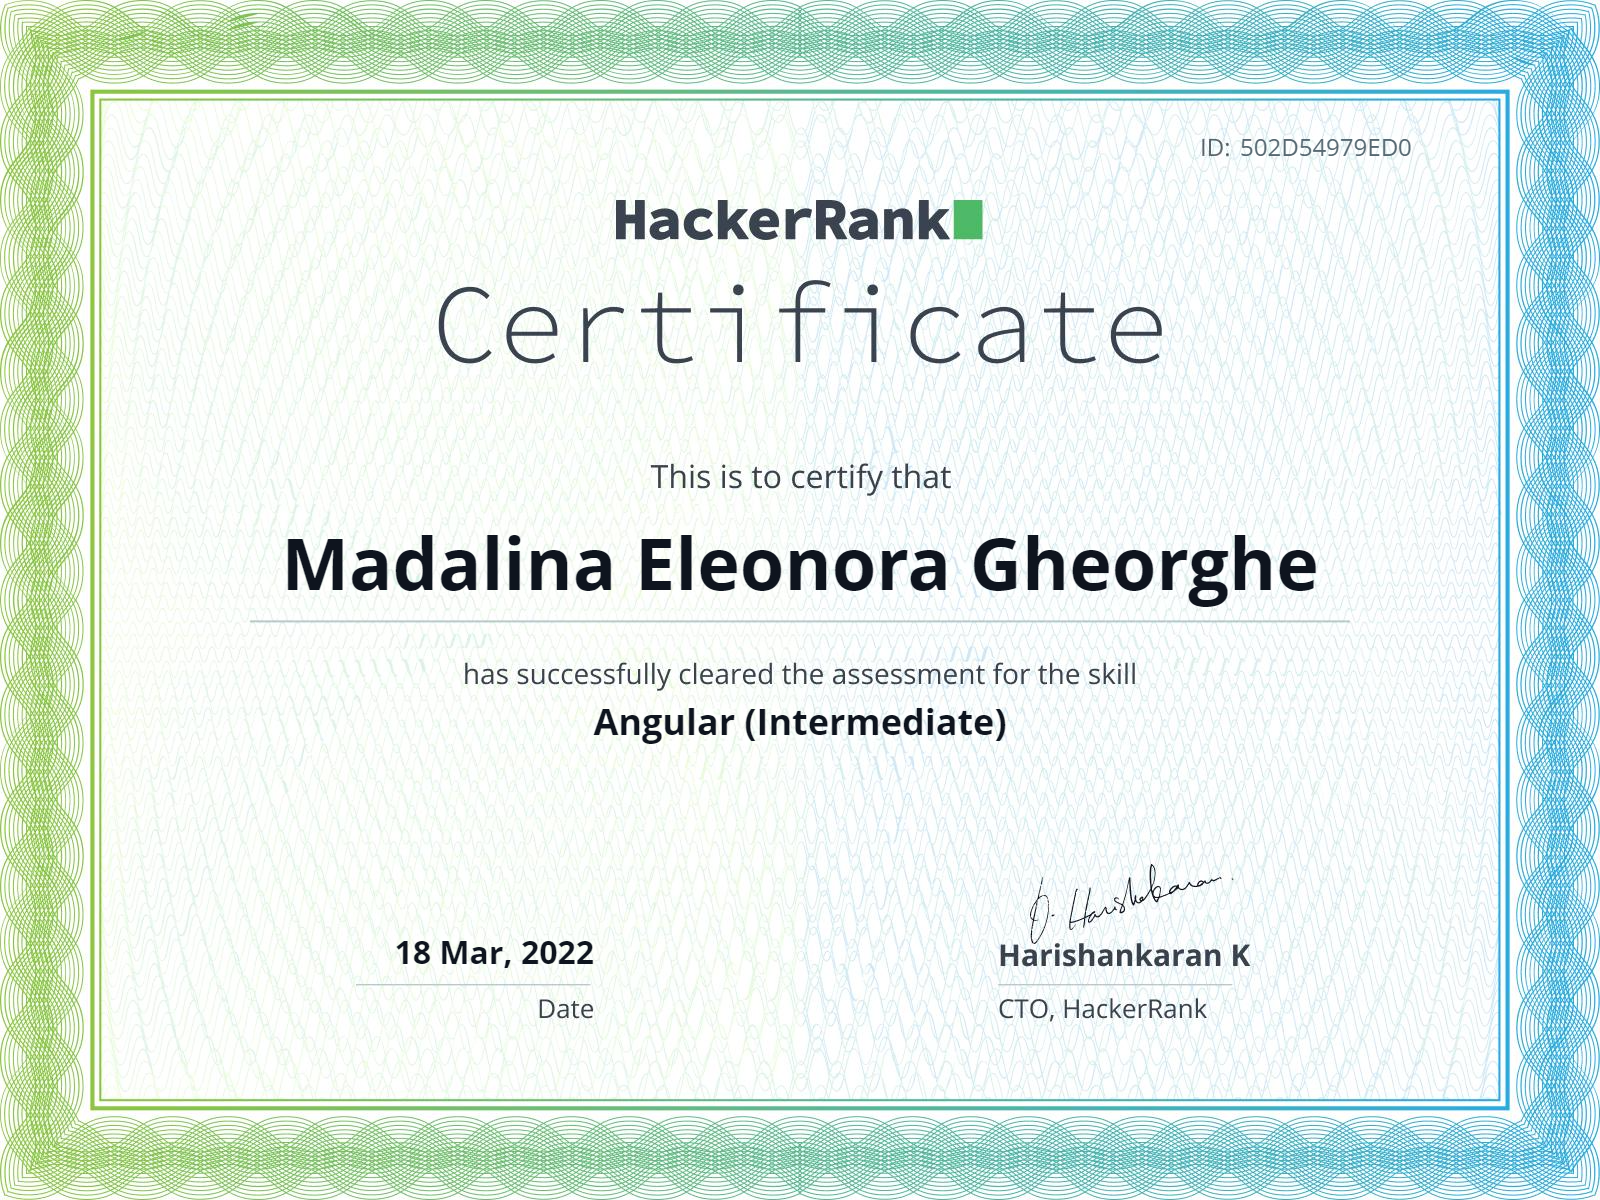 ID: 502D54979ED0
HackerRank
Certificate
This is to certify that
Madalina Eleonora Gheorghe
has successfully cleared the assessment for the skill
Angular (Intermediate)
J. Harishankaran
18 Mar, 2022
Harishankaran K
Date
CTO, HackerRank